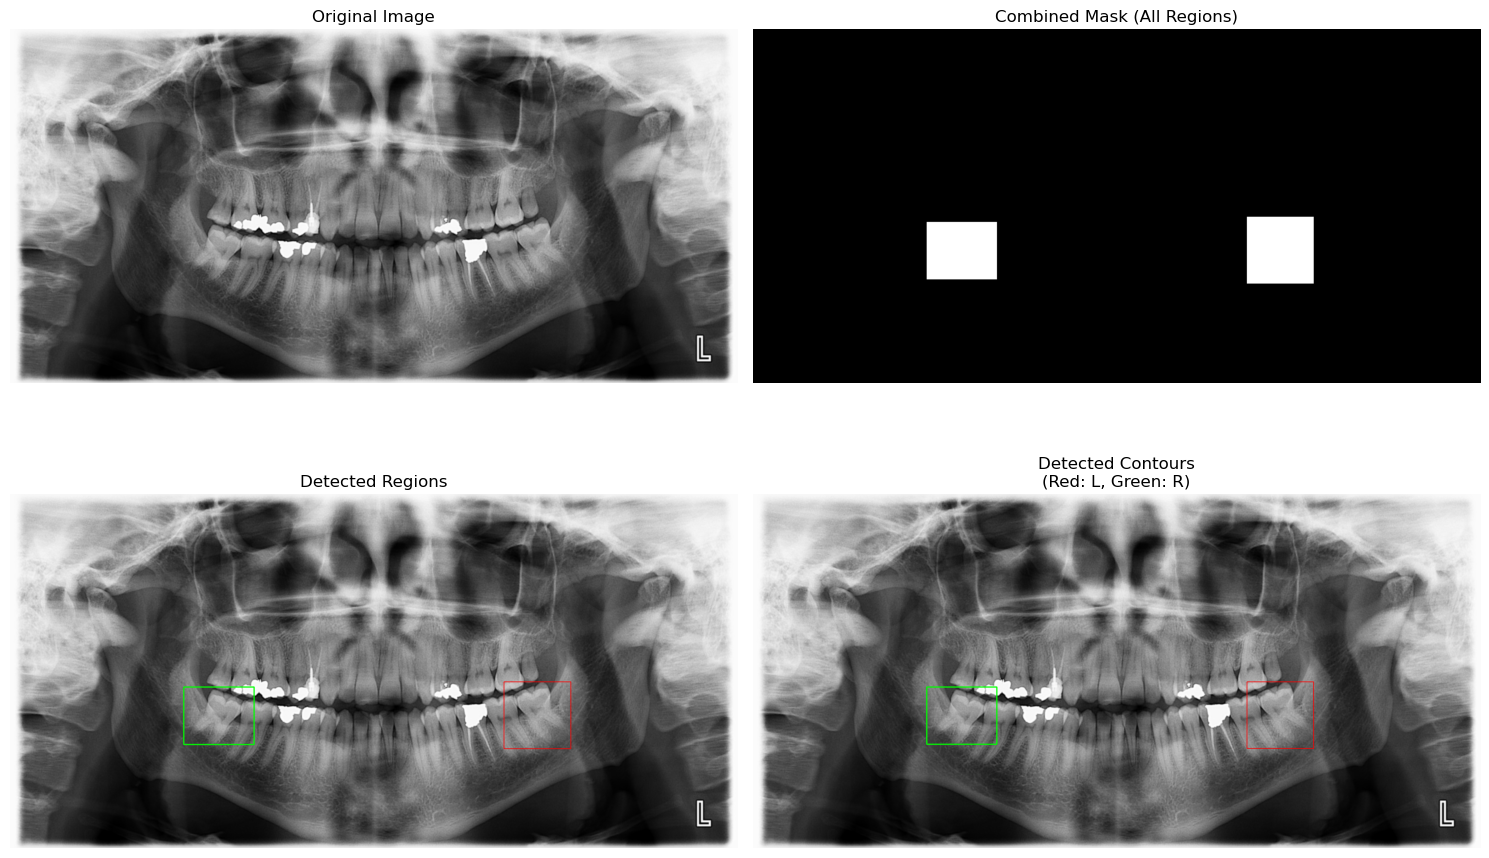 Original Image
Combined Mask (All Regions)
L
Detected Regions
Detected Contours
(Red: L, Green: R)
L
L